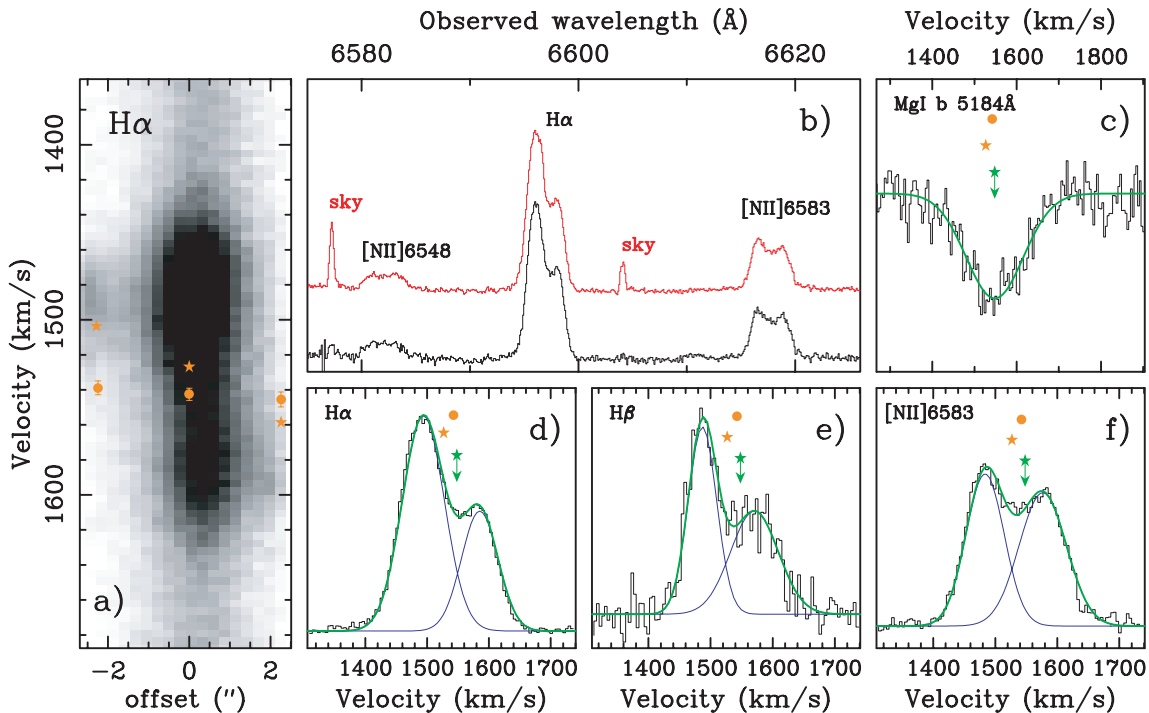 Observed wavelength (Å)
6580 6600 6620
Velocity (km/s)
1400 1600 1800
Hα
b)
Hα
sky
[NII]6548
sky
[NII]6583
MgI b 5184Å
c)
Velocity (km/s)
1400
1500
1600
a)
−2 0 2
offset (″)
Hα
d)
1400 1500 1600 1700
Velocity (km/s)
Hβ
e)
1400 1500 1600 1700
Velocity (km/s)
[NII]6583
f)
1400 1500 1600 1700
Velocity (km/s)